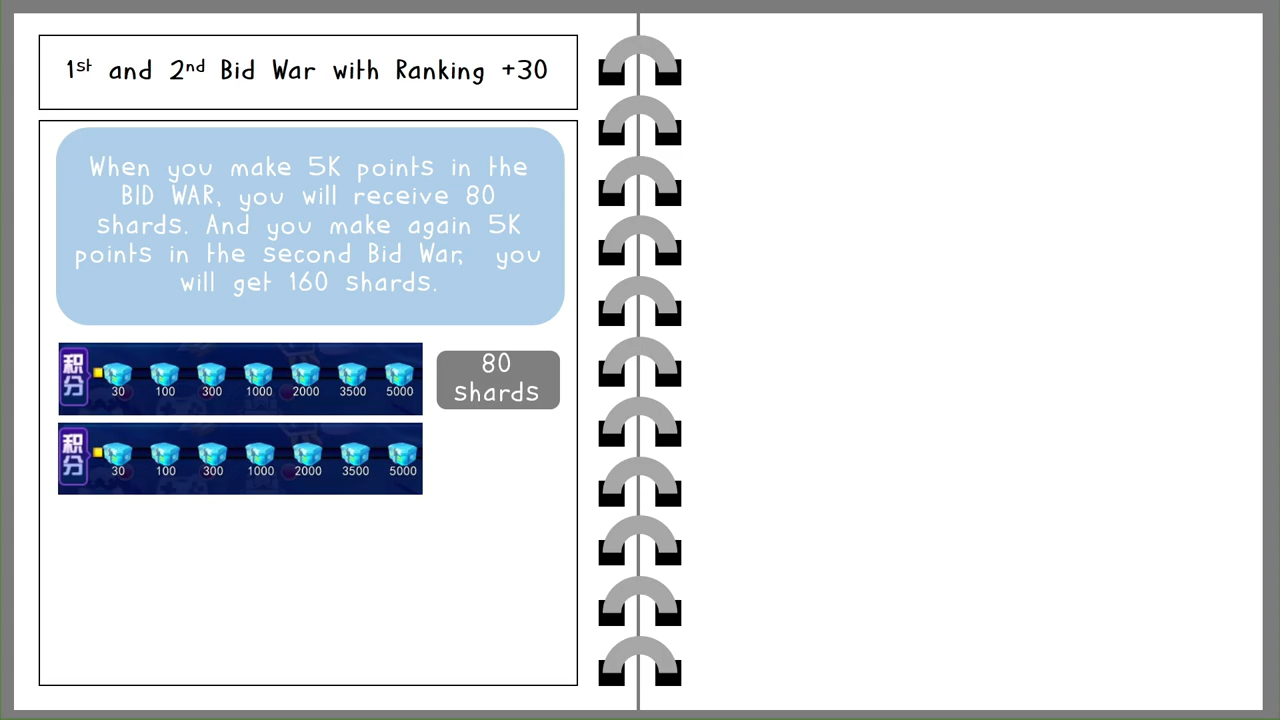 1st and 2nd Bid War with Ranking +30
When you make 5K points in the
BID WAR, you will receive 80
shards. And you make again 5K
points in the second Bid War, you
will get 160 shards.
积分
30 100 300 1000 2000 3500 5000
80
shards
积分
30 100 300 1000 2000 3500 5000